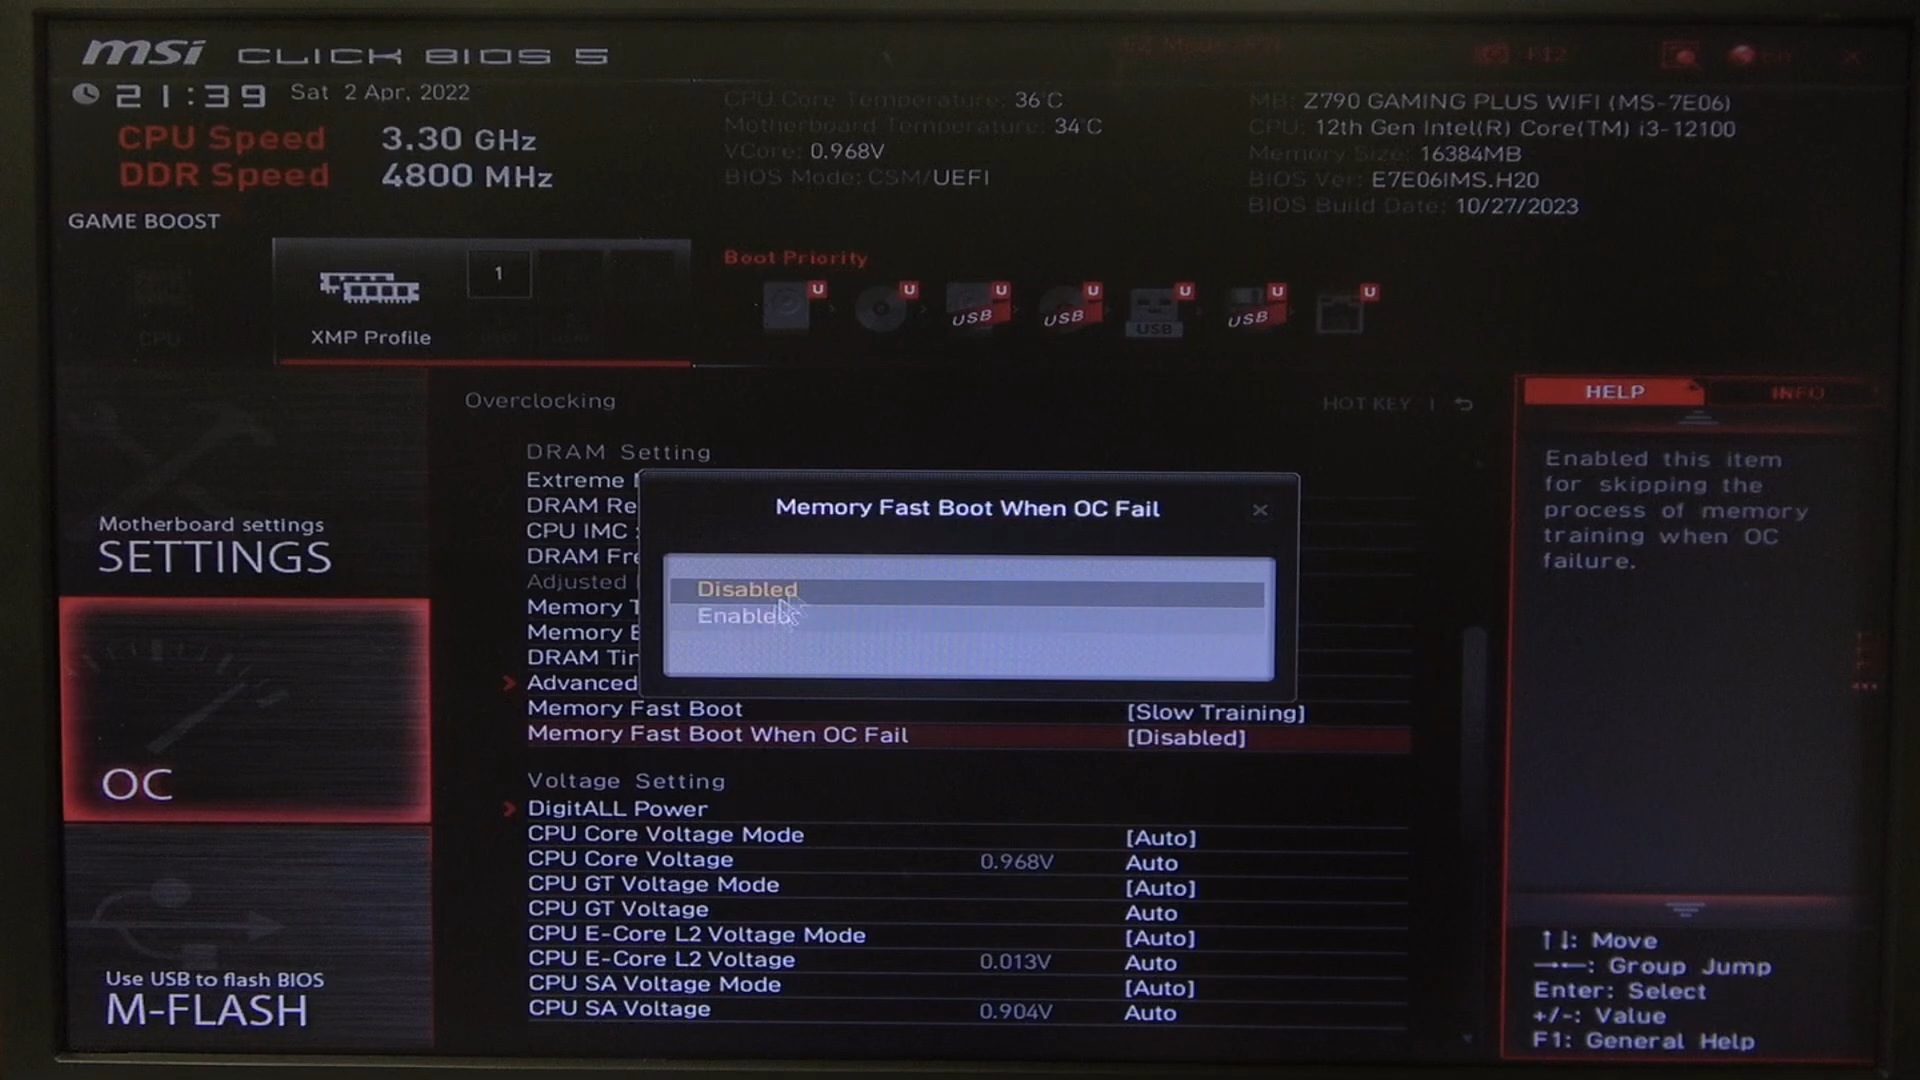 msi CLICK BIOS 5
21:39 Sat 2 Apr, 2022
CPU Speed 3.30 GHz
DDR Speed 4800 MHz
CPU Core Temperature: 36°C
Motherboard Temperature: 34°C
VCore: 0.968V
BIOS Mode: CSM/UEFI
F12
MB: Z790 GAMING PLUS WIFI (MS-7E06)
CPU: 12th Gen Intel(R) Core(TM) i3-12100
Memory Size: 16384MB
BIOS Ver: E7E06IMS.H20
BIOS Build Date: 10/27/2023
GAME BOOST
CPU
1
XMP Profile
Boot Priority
U U U U U U U
USB USB USB USB
Motherboard settings
SETTINGS
OC
Use USB to flash BIOS
M-FLASH
Overclocking
HOT KEY
DRAM Setting
Extreme
DRAM Re
CPU IMC
DRAM Fre
Adjusted
Memory T
Memory E
DRAM Tim
Advanced
Memory Fast Boot When OC Fail
Disabled
Enabled
Memory Fast Boot [Slow Training]
Memory Fast Boot When OC Fail [Disabled]
Voltage Setting
DigitALL Power
CPU Core Voltage Mode [Auto]
CPU Core Voltage 0.968V Auto
CPU GT Voltage Mode [Auto]
CPU GT Voltage Auto
CPU E-Core L2 Voltage Mode [Auto]
CPU E-Core L2 Voltage 0.013V Auto
CPU SA Voltage Mode [Auto]
CPU SA Voltage 0.904V Auto
HELP INFO
Enabled this item
for skipping the
process of memory
training when OC
failure.
↑↓: Move
→←: Group Jump
Enter: Select
+/-: Value
F1: General Help